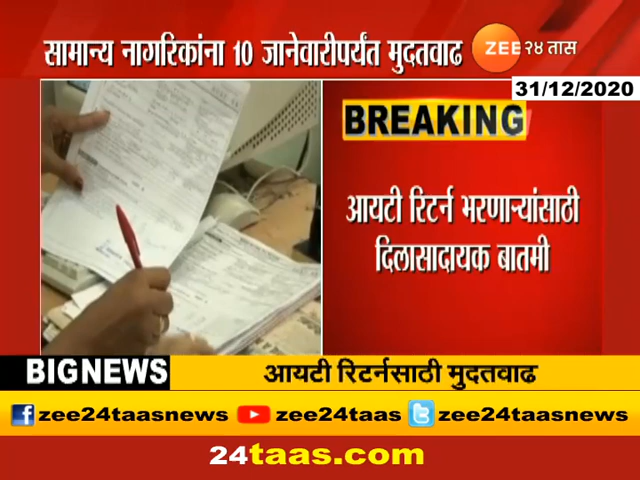 सामान्य नागरिकांना 10 जानेवारीपर्यंत मुदतवाढ
ZEE २४ तास
31/12/2020
BREAKING
आयटी रिटर्न भरणाऱ्यांसाठी
दिलासादायक बातमी
BIGNEWS
आयटी रिटर्नसाठी मुदतवाढ
zee24taasnews
zee24taas
zee24taasnews
24taas.com